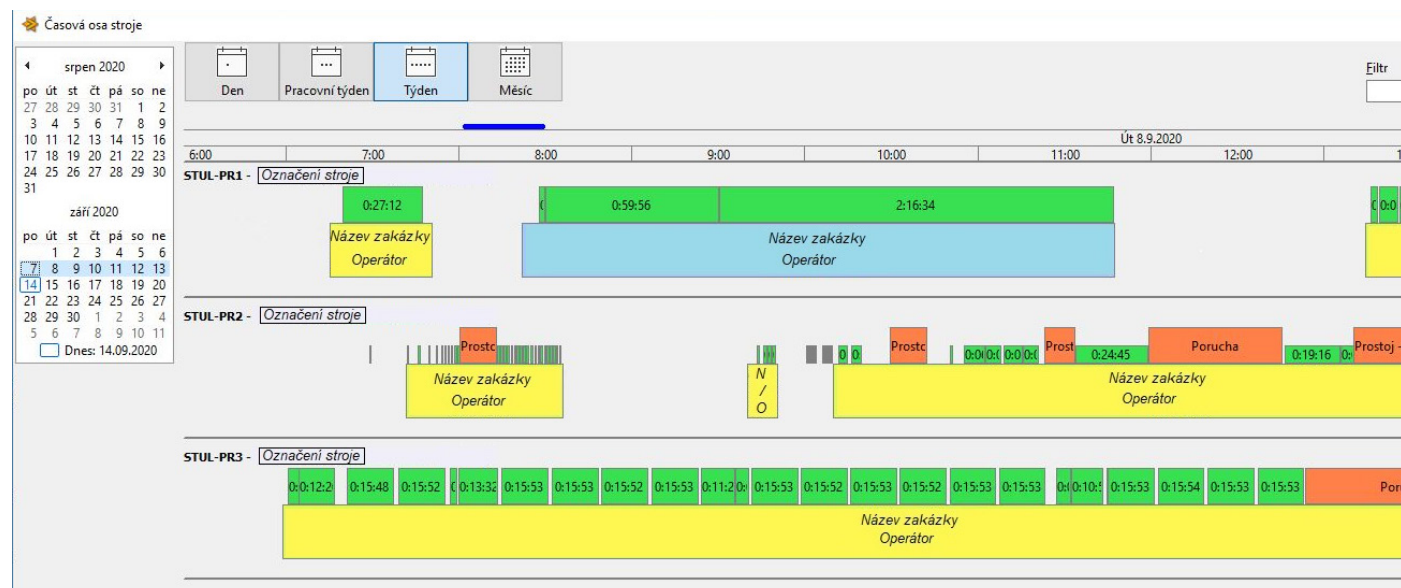 Časová osa stroje
srpen 2020
po út st čt pá so ne
27 28 29 30 31 1 2
3 4 5 6 7 8 9
10 11 12 13 14 15 16
17 18 19 20 21 22 23
24 25 26 27 28 29 30
31
září 2020
po út st čt pá so ne
1 2 3 4 5 6
7 8 9 10 11 12 13
14 15 16 17 18 19 20
21 22 23 24 25 26 27
28 29 30 1 2 3 4
5 6 7 8 9 10 11
Dnes: 14.09.2020
Den Pracovní týden Týden Měsíc
Filtr
Út 8.9.2020
6:00 7:00 8:00 9:00 10:00 11:00 12:00
STUL-PR1 - Označení stroje
0:27:12 0:59:56 2:16:34
Název zakázky
Operátor
Název zakázky
Operátor
STUL-PR2 - Označení stroje
Porucha
0:24:45 0:19:16
Prostoj -
Název zakázky
Operátor
N
/
O
Název zakázky
Operátor
STUL-PR3 - Označení stroje
0:15:48 0:15:52 0:13:32 0:15:53 0:15:53 0:15:52 0:15:53 0:15:53 0:15:52 0:15:53 0:15:52 0:15:53 0:15:53 0:15:53 0:15:54 0:15:53 0:15:53
Název zakázky
Operátor